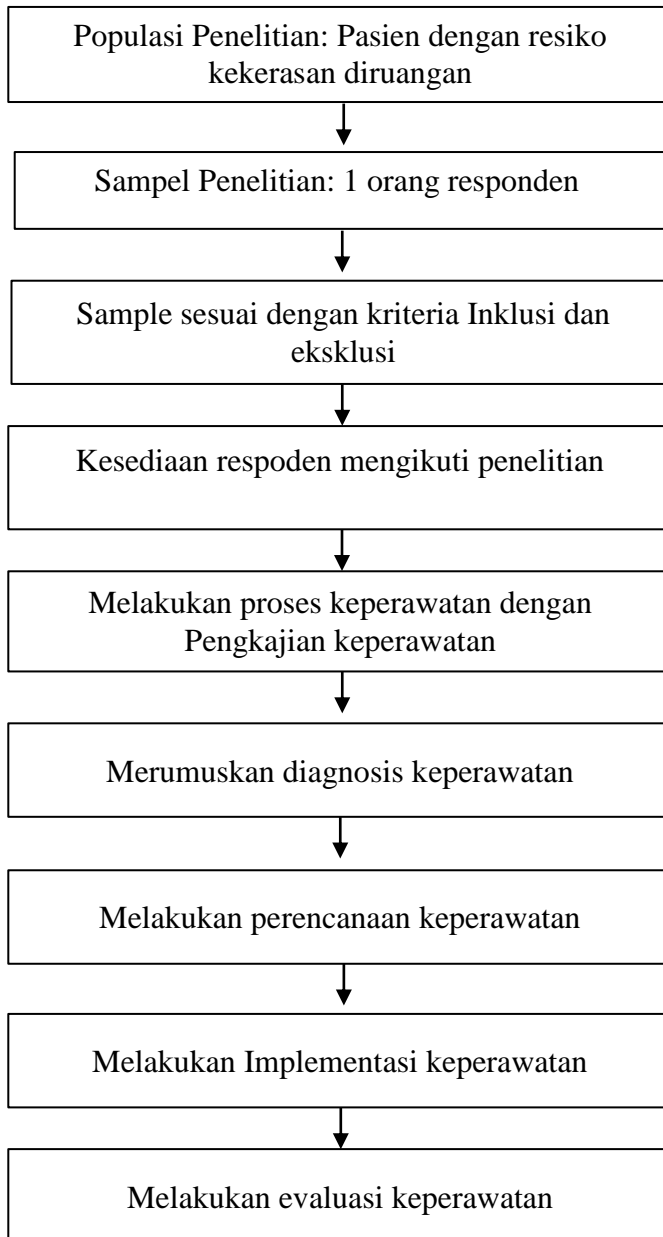 Populasi Penelitian: Pasien dengan resiko
kekerasan diruangan
Sampel Penelitian: 1 orang responden
Sample sesuai dengan kriteria Inklusi dan
eksklusi
Kesediaan respoden mengikuti penelitian
Melakukan proses keperawatan dengan
Pengkajian keperawatan
Merumuskan diagnosis keperawatan
Melakukan perencanaan keperawatan
Melakukan Implementasi keperawatan
Melakukan evaluasi keperawatan